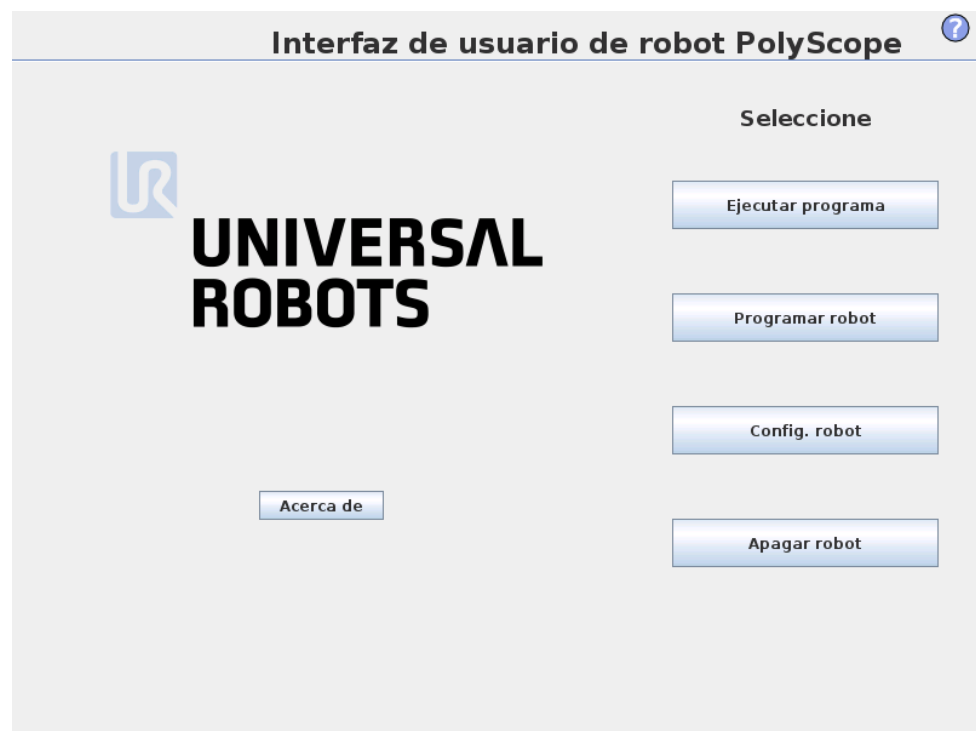 Interfaz de usuario de robot PolyScope
?
Seleccione
UR
UNIVERSAL
ROBOTS
Ejecutar programa
Programar robot
Config. robot
Acerca de
Apagar robot